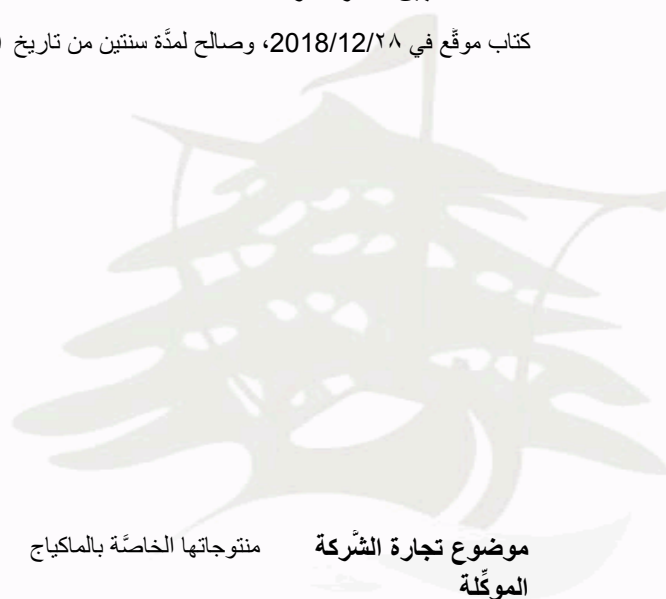 كتاب موقَّع في 2018/12/٢٨، وصالح لمدَّة سنتين من تاريخ
موضوع تجارة الشَّركة منتوجاتها الخاصَّة بالماكياج
الموكِّلة